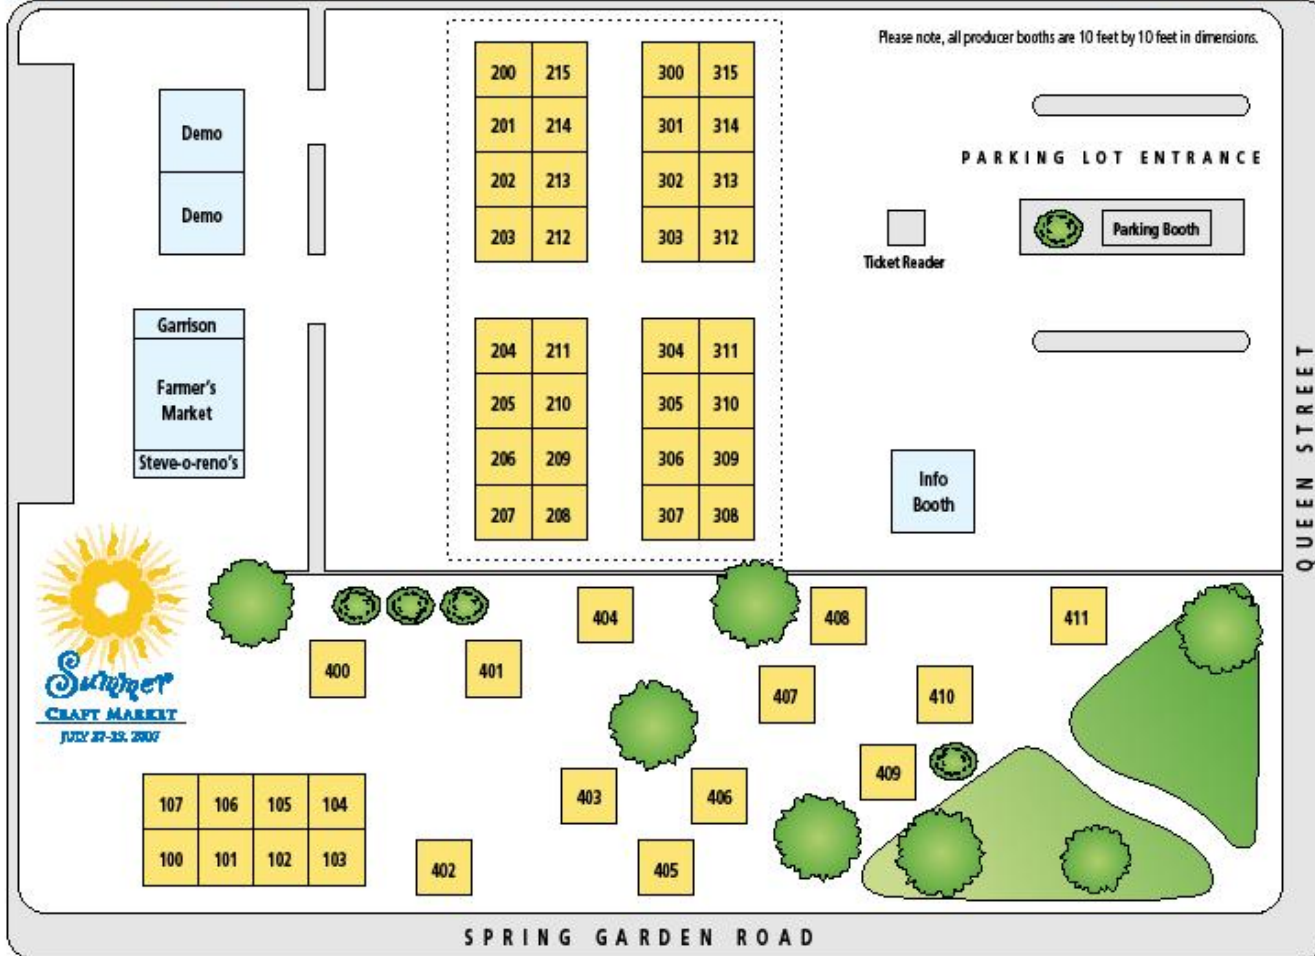 Please note, all producer booths are 10 feet by 10 feet in dimensions.
200 215 300 315
Demo
201 214 301 314
PARKING LOT ENTRANCE
202 213 302 313
Demo
203 212 303 312
Parking Booth
Ticket Reader
Garrison
204 211 304 311
Farmer's
Market
205 210 305 310
Steve-o-reno's
206 209 306 309
Info
Booth
207 208 307 308
QUEEN STREET
404 408 411
400 401 407 410
Summer
CRAFT MARKET
409
403 406
107 106 105 104
100 101 102 103
402 405
SPRING GARDEN ROAD